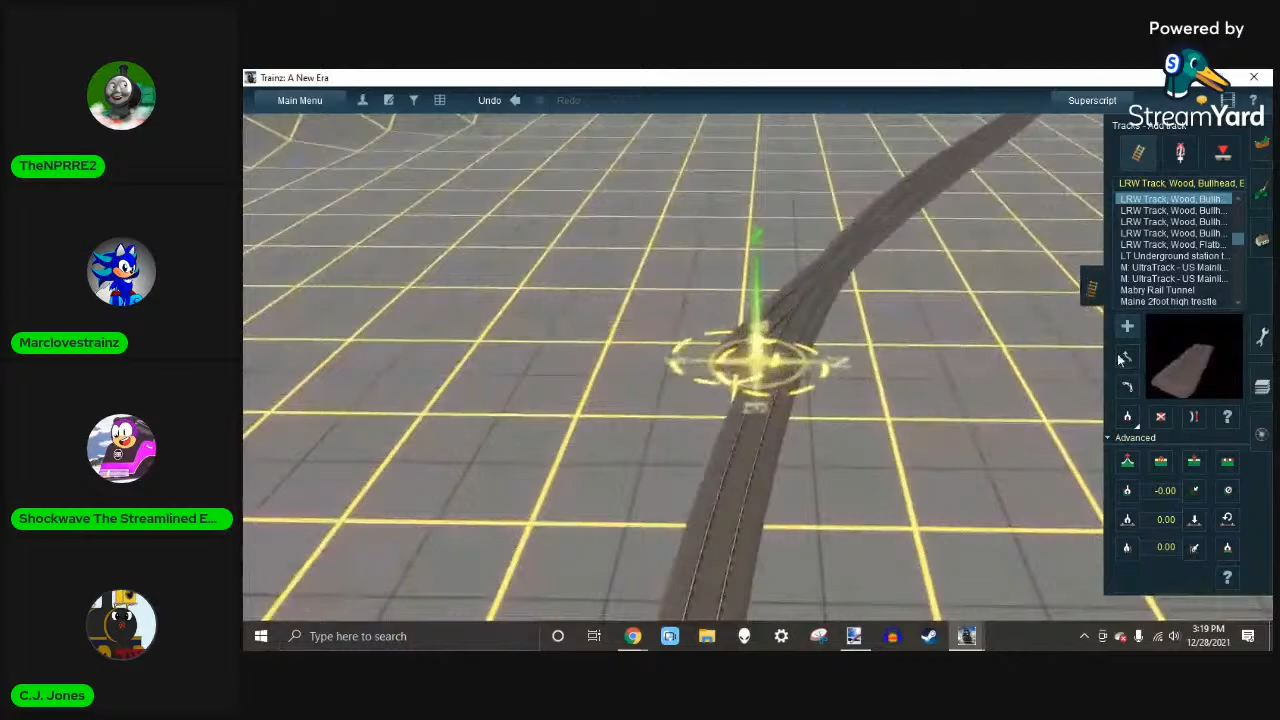 Powered by
StreamYard
TheNPRRE2
Marclovestrainz
Shockwave The Streamlined E...
C.J. Jones
Trainz: A New Era
Main Menu
Undo
Redo
Superscript
?
Tracks - Add track
LRW Track, Wood, Bullhead, E
LRW Track, Wood, Bullh...
LRW Track, Wood, Bullh...
LRW Track, Wood, Bullh...
LRW Track, Wood, Bullh...
LRW Track, Wood, Flatb...
LT Underground station t...
M. UltraTrack - US Mainli...
M. UltraTrack - US Mainli...
Mabry Rail Tunnel
Maine 2foot high trestle
?
Advanced
-0.00
0.00
0.00
?
Type here to search
3:19 PM
12/28/2021